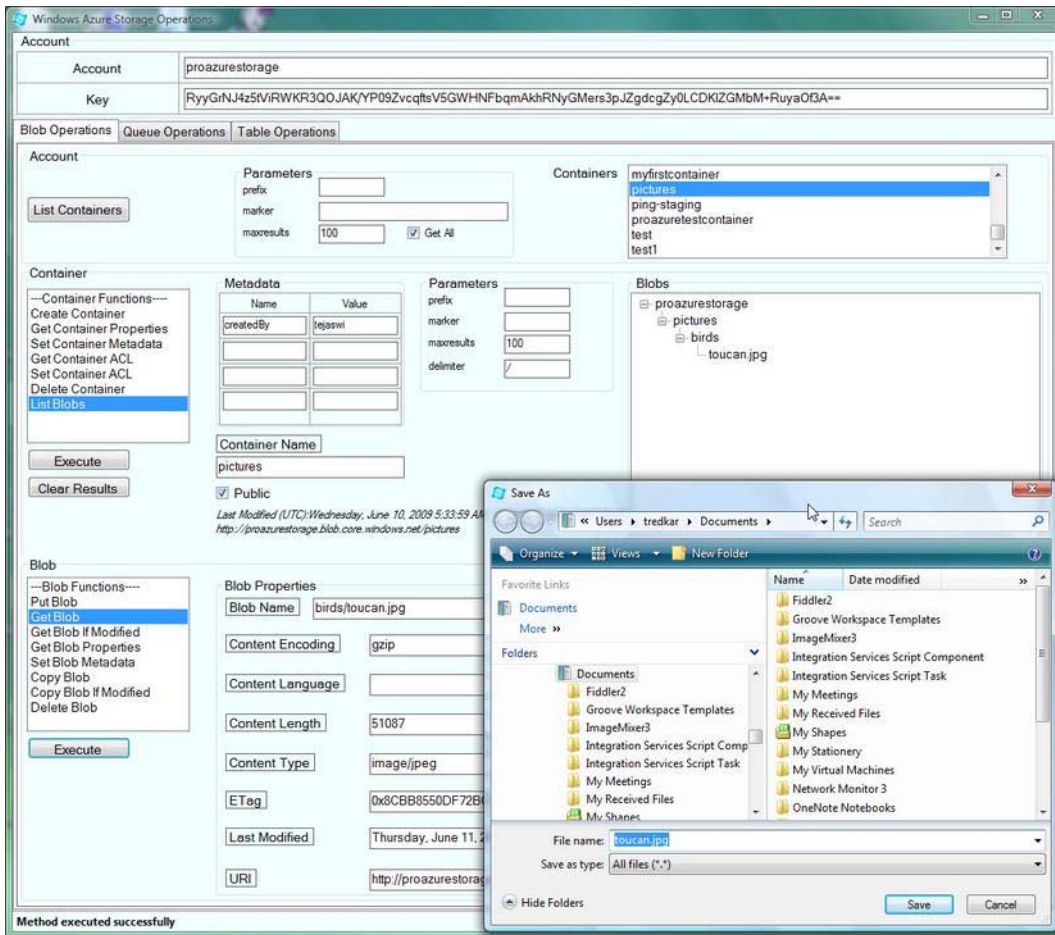 Windows Azure Storage Operations
Account
Account
proazurestorage
Key
Blob Operations
Queue Operations
Table Operations
Account
List Containers
Parameters
prefix
marker
maxresults
100
Get All
Containers
myfirstcontainer
pictures
ping-staging
proazuretestcontainer
test
test1
Container
---Container Functions----
Create Container
Get Container Properties
Set Container Metadata
Get Container ACL
Set Container ACL
Delete Container
List Blobs
Execute
Clear Results
Metadata
Name
Value
createdBy
tejaswi
Parameters
prefix
marker
maxresults
100
delimiter
/
Blobs
proazurestorage
pictures
birds
toucan.jpg
Container Name
pictures
Public
Last Modified (UTC):Wednesday, June 10, 2009 5:33:59 AM
http://proazurestorage.blob.core.windows.net/pictures
Blob
---Blob Functions----
Put Blob
Get Blob
Get Blob If Modified
Get Blob Properties
Set Blob Metadata
Copy Blob
Copy Blob If Modified
Delete Blob
Execute
Blob Properties
Blob Name
birds/toucan.jpg
Content Encoding
gzip
Content Language
Content Length
51087
Content Type
image/jpeg
ETag
0x8CBB8550DF72B
Last Modified
Thursday, June 11, 2
URI
http://proazurestorag
Method executed successfully
Save As
« Users ▸ tredkar ▸ Documents ▸
Search
Organize
Views
New Folder
Favorite Links
Documents
More »
Folders
Documents
Fiddler2
Groove Workspace Templates
ImageMixer3
Integration Services Script Comp
Integration Services Script Task
My Meetings
My Received Files
My Shapes
Name
Date modified
»
Fiddler2
Groove Workspace Templates
ImageMixer3
Integration Services Script Component
Integration Services Script Task
My Meetings
My Received Files
My Shapes
My Stationery
My Virtual Machines
Network Monitor 3
OneNote Notebooks
File name:
toucan.jpg
Save as type:
All files (*.*)
Hide Folders
Save
Cancel